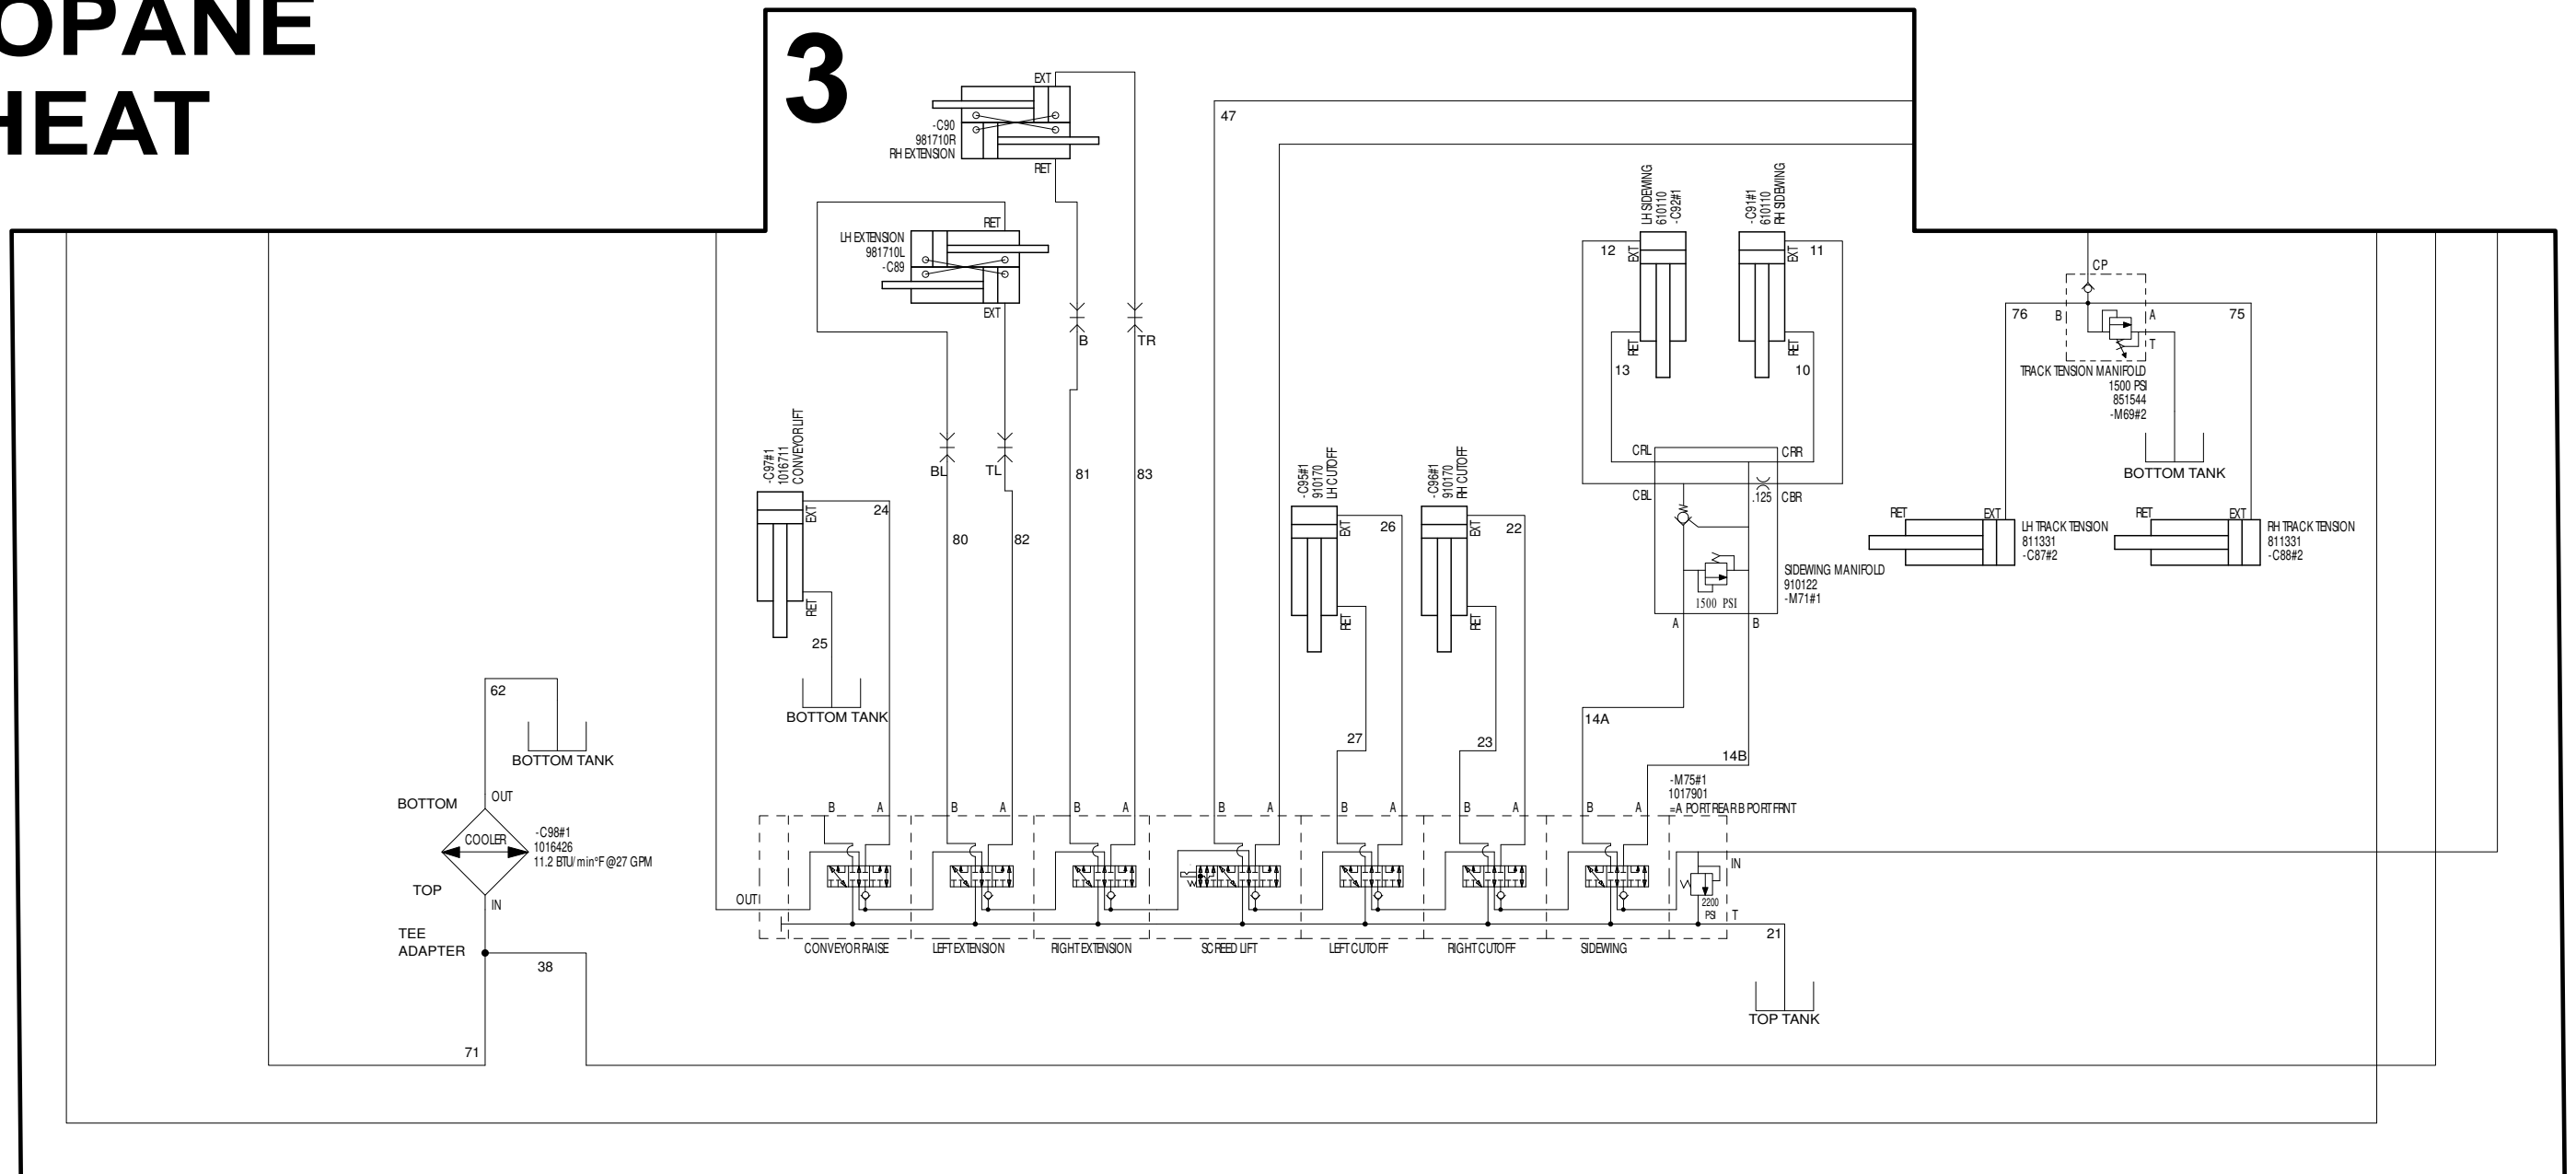 OPANE
HEAT
3
EXT
-C90
981710R
RH EXTENSION
RET
RET
LH EXTENSION
981710L
-C89
EXT
B
TR
BL
TL
81
83
80
82
47
LH SIDEWING
610110
-C92#1
-C91#1
610110
RH SIDEWING
12
EXT
EXT
11
RET
RET
13
10
CRL
CRR
CBL
.125
CBR
1500 PSI
SIDEWING MANIFOLD
910122
-M71#1
A
B
CP
76
B
A
75
T
TRACK TENSION MANIFOLD
1500 PSI
851544
-M69#2
BOTTOM TANK
RET
EXT
LH TRACK TENSION
811331
-C87#2
RET
EXT
RH TRACK TENSION
811331
-C88#2
-C97#1
1016711
CONVEYOR LIFT
EXT
24
RET
25
BOTTOM TANK
-C95#1
910170
LH CUTOFF
EXT
26
RET
27
-C96#1
910170
RH CUTOFF
EXT
22
RET
23
14A
14B
-M75#1
1017901
=A PORT REAR B PORT FRNT
62
BOTTOM TANK
BOTTOM
OUT
COOLER
-C98#1
1016426
11.2 BTU/min°F @27 GPM
TOP
IN
TEE
ADAPTER
38
71
B
A
B
A
B
A
B
A
B
A
B
A
B
A
OUT
IN
2200
PSI
T
21
CONVEYOR RAISE
LEFT EXTENSION
RIGHT EXTENSION
SCREED LIFT
LEFT CUTOFF
RIGHT CUTOFF
SIDEWING
TOP TANK